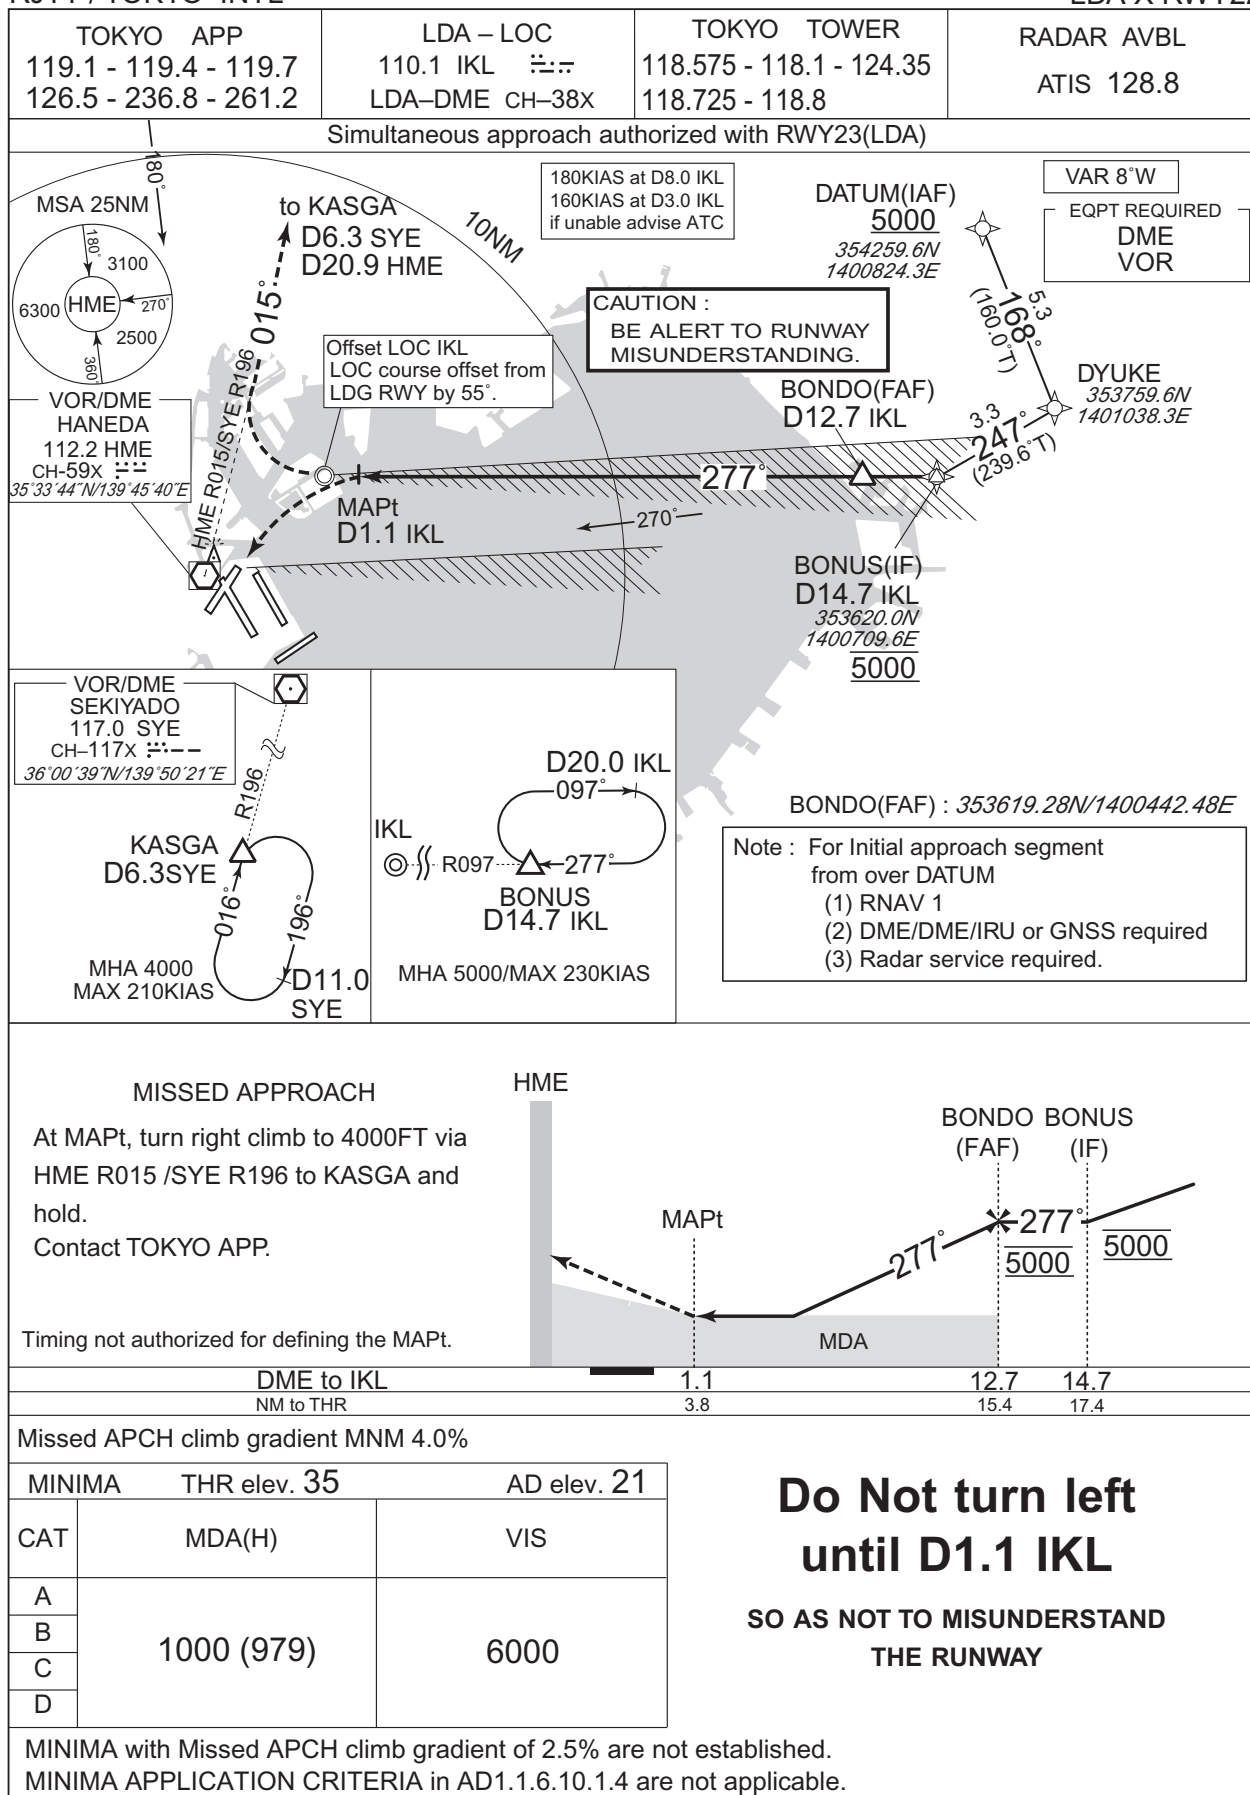 TOKYO APP
119.1 - 119.4 - 119.7
126.5 - 236.8 - 261.2
LDA – LOC
110.1 IKL
LDA–DME CH–38X
TOKYO TOWER
118.575 - 118.1 - 124.35
118.725 - 118.8
RADAR AVBL
ATIS 128.8
Simultaneous approach authorized with RWY23(LDA)
180°
MSA 25NM
180°
3100
6300
HME
270°
2500
360°
to KASGA
D6.3 SYE
D20.9 HME
10NM
180KIAS at D8.0 IKL
160KIAS at D3.0 IKL
if unable advise ATC
DATUM(IAF)
5000
354259.6N
1400824.3E
VAR 8°W
EQPT REQUIRED
DME
VOR
015°
CAUTION :
BE ALERT TO RUNWAY
MISUNDERSTANDING.
5.3
168°
(160.0°T)
Offset LOC IKL
LOC course offset from
LDG RWY by 55°.
DYUKE
353759.6N
1401038.3E
BONDO(FAF)
D12.7 IKL
3.3
247°
(239.6°T)
VOR/DME
HANEDA
112.2 HME
CH-59X
35°33´44˝N/139°45´40˝E
HME R015/SYE R196
277°
MAPt
D1.1 IKL
270°
BONUS(IF)
D14.7 IKL
353620.0N
1400709.6E
5000
VOR/DME
SEKIYADO
117.0 SYE
CH–117X
36°00´39˝N/139°50´21˝E
R196
KASGA
D6.3SYE
016°
196°
MHA 4000
MAX 210KIAS
D11.0
SYE
D20.0 IKL
097°
IKL
R097
277°
BONUS
D14.7 IKL
MHA 5000/MAX 230KIAS
BONDO(FAF) : 353619.28N/1400442.48E
Note : For Initial approach segment
from over DATUM
(1) RNAV 1
(2) DME/DME/IRU or GNSS required
(3) Radar service required.
MISSED APPROACH
At MAPt, turn right climb to 4000FT via
HME R015 /SYE R196 to KASGA and
hold.
Contact TOKYO APP.
Timing not authorized for defining the MAPt.
HME
MAPt
BONDO
(FAF)
BONUS
(IF)
277°
277°
5000
5000
MDA
DME to IKL 1.1 12.7 14.7
NM to THR 3.8 15.4 17.4
Missed APCH climb gradient MNM 4.0%
MINIMA THR elev. 35 AD elev. 21
CAT MDA(H) VIS
A
B
C
D
1000 (979)
6000
Do Not turn left
until D1.1 IKL
SO AS NOT TO MISUNDERSTAND
THE RUNWAY
MINIMA with Missed APCH climb gradient of 2.5% are not established.
MINIMA APPLICATION CRITERIA in AD1.1.6.10.1.4 are not applicable.